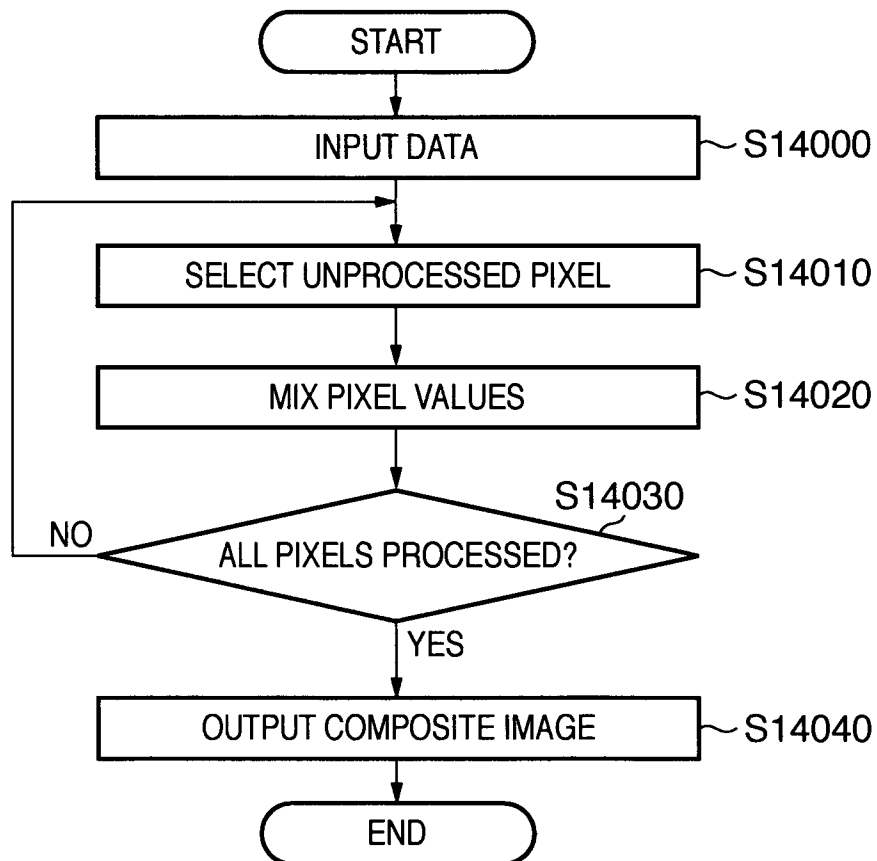 START
INPUT DATA
S14000
SELECT UNPROCESSED PIXEL
S14010
MIX PIXEL VALUES
S14020
S14030
ALL PIXELS PROCESSED?
NO
YES
OUTPUT COMPOSITE IMAGE
S14040
END